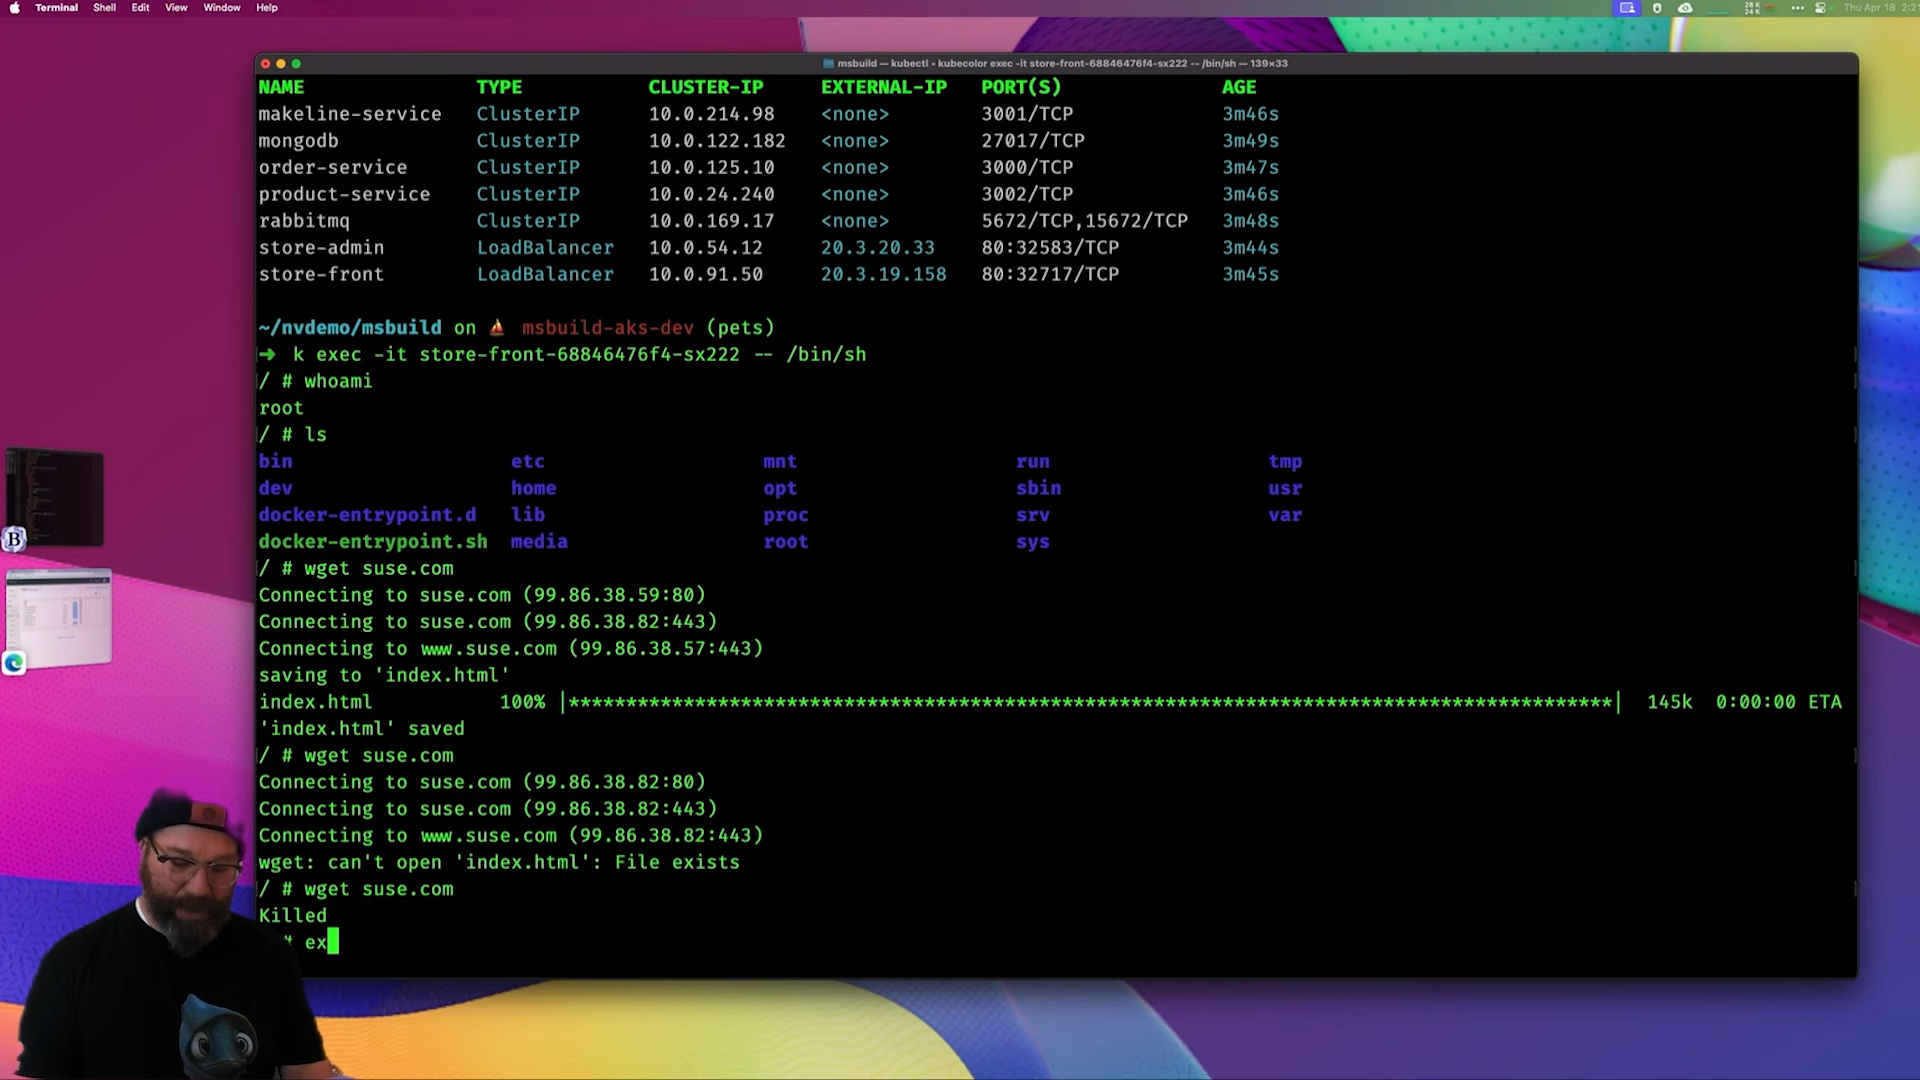 Terminal Shell Edit View Window Help 28 K 24 K Thu Apr 18 2:2
msbuild — kubectl • kubecolor exec -it store-front-68846476f4-sx222 -- /bin/sh — 139×33
NAME TYPE CLUSTER-IP EXTERNAL-IP PORT(S) AGE
makeline-service ClusterIP 10.0.214.98 <none> 3001/TCP 3m46s
mongodb ClusterIP 10.0.122.182 <none> 27017/TCP 3m49s
order-service ClusterIP 10.0.125.10 <none> 3000/TCP 3m47s
product-service ClusterIP 10.0.24.240 <none> 3002/TCP 3m46s
rabbitmq ClusterIP 10.0.169.17 <none> 5672/TCP,15672/TCP 3m48s
store-admin LoadBalancer 10.0.54.12 20.3.20.33 80:32583/TCP 3m44s
store-front LoadBalancer 10.0.91.50 20.3.19.158 80:32717/TCP 3m45s
~/nvdemo/msbuild on ⛵ msbuild-aks-dev (pets)
➜ k exec -it store-front-68846476f4-sx222 -- /bin/sh
/ # whoami
root
/ # ls
bin etc mnt run tmp
dev home opt sbin usr
docker-entrypoint.d lib proc srv var
docker-entrypoint.sh media root sys
/ # wget suse.com
Connecting to suse.com (99.86.38.59:80)
Connecting to suse.com (99.86.38.82:443)
Connecting to www.suse.com (99.86.38.57:443)
saving to 'index.html'
index.html 100% |*******************************************************************************************| 145k 0:00:00 ETA
'index.html' saved
/ # wget suse.com
Connecting to suse.com (99.86.38.82:80)
Connecting to suse.com (99.86.38.82:443)
Connecting to www.suse.com (99.86.38.82:443)
wget: can't open 'index.html': File exists
/ # wget suse.com
Killed
# ex
B